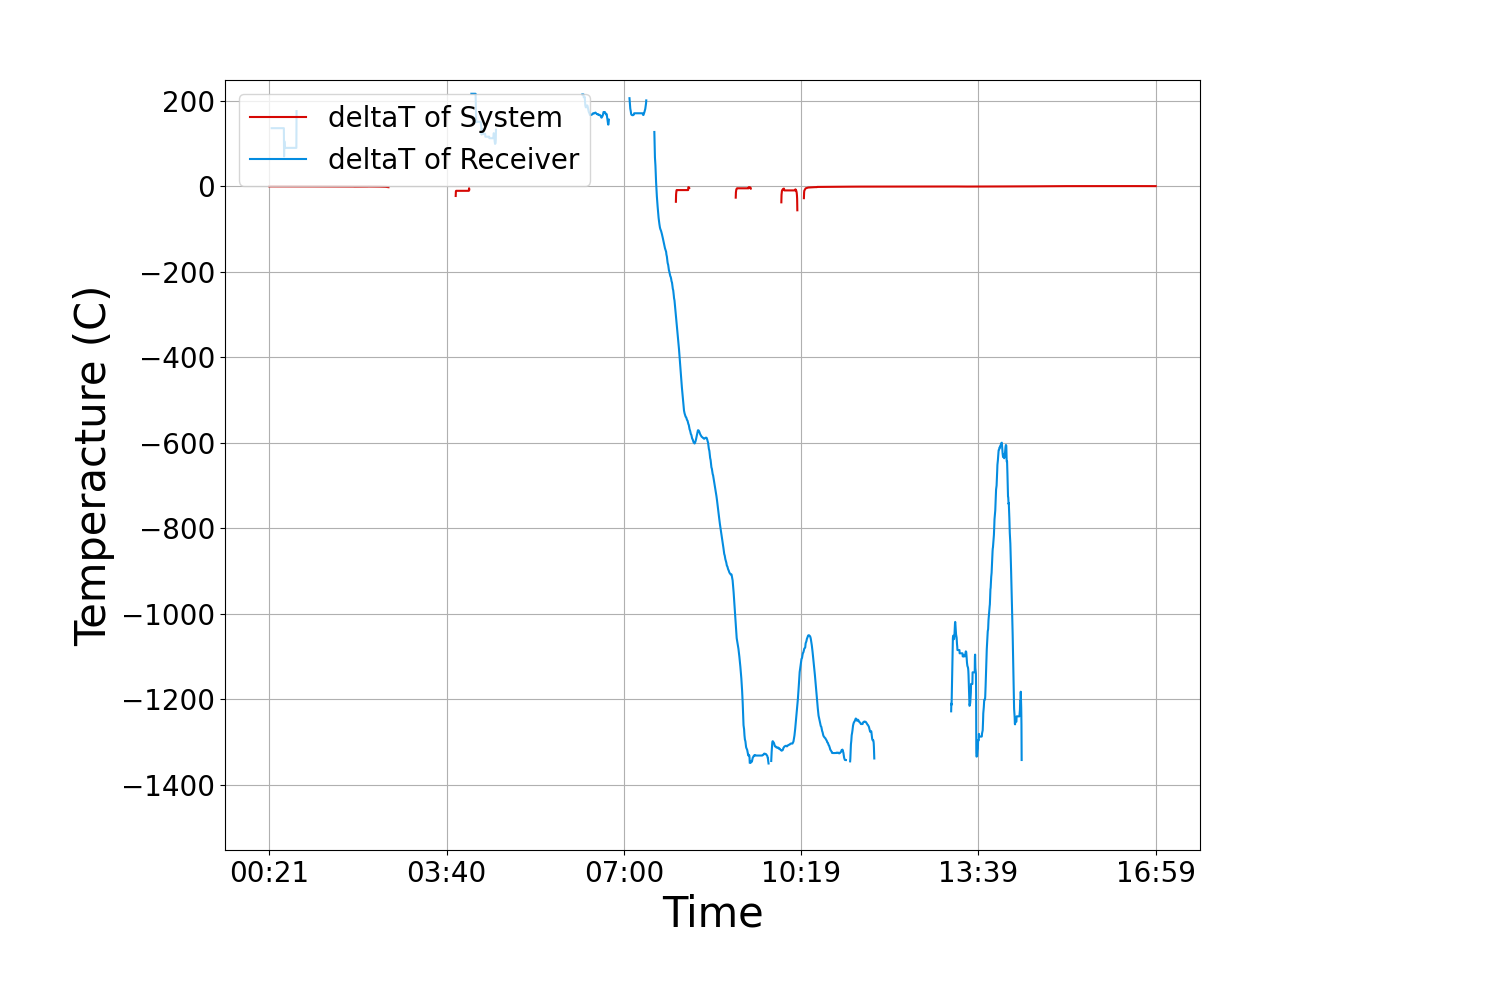 deltaT of System
deltaT of Receiver
200
0
−200
−400
−600
−800
−1000
−1200
−1400
Temperacture (C)
00:21 03:40 07:00 10:19 13:39 16:59
Time